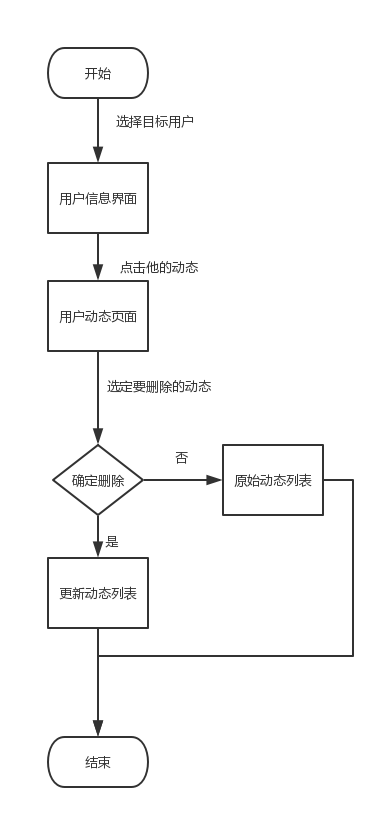 开始
选择目标用户
用户信息界面
点击他的动态
用户动态页面
选定要删除的动态
否
确定删除
原始动态列表
是
更新动态列表
结束